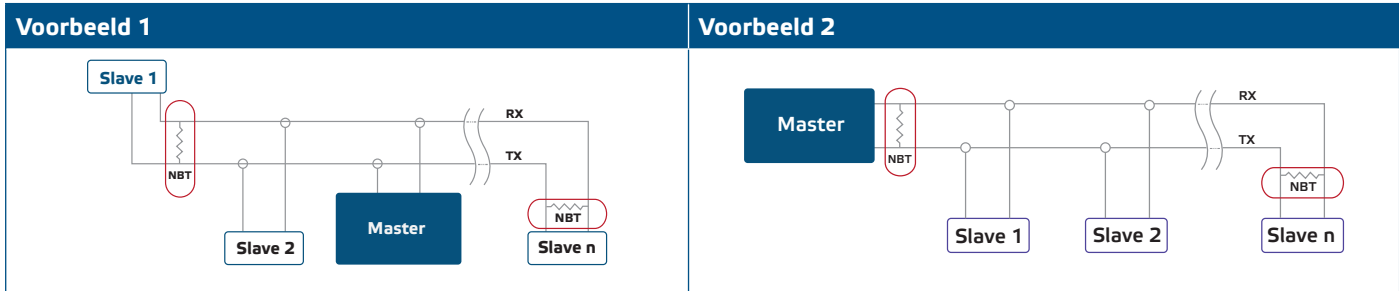 Voorbeeld 1
Slave 1
RX
TX
NBT
NBT
Slave 2
Master
Slave n
Voorbeeld 2
Master
RX
TX
NBT
NBT
Slave 1
Slave 2
Slave n